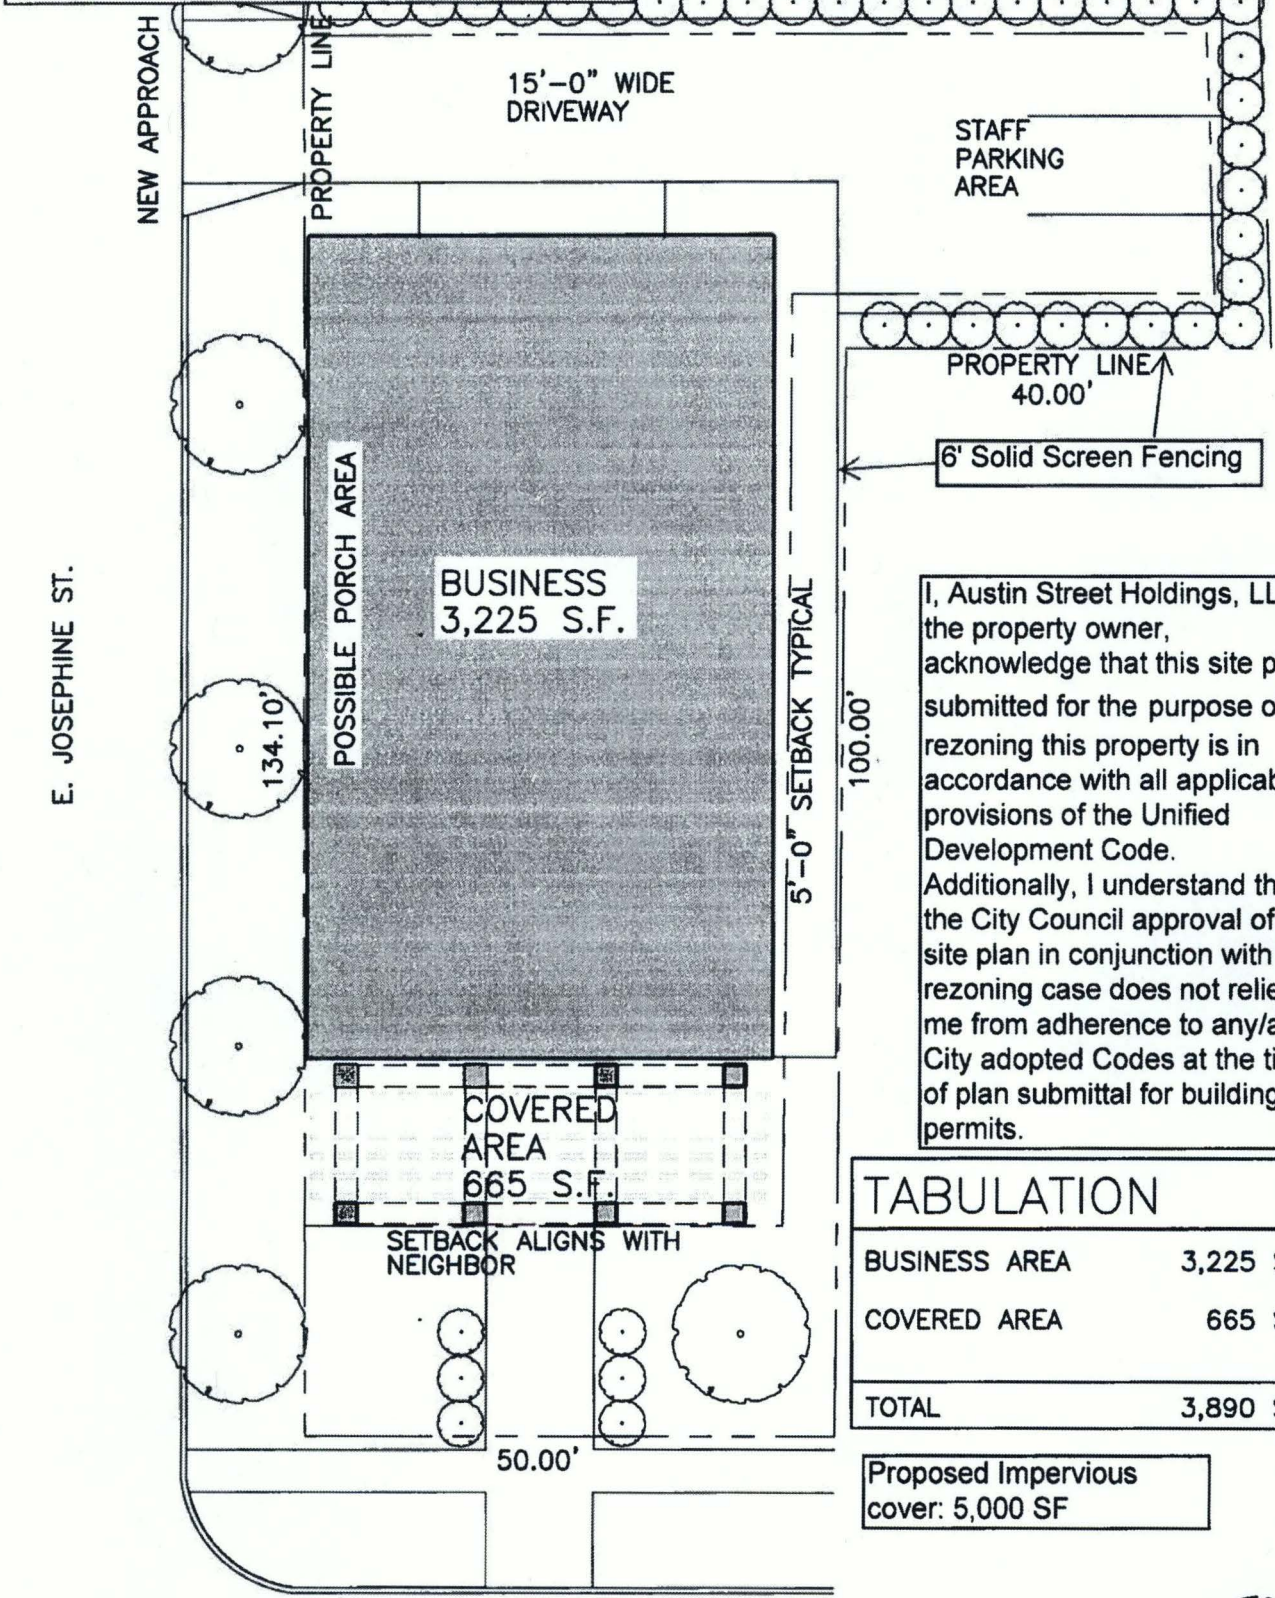 NEW APPROACH
PROPERTY LINE
15'-0" WIDE
DRIVEWAY
STAFF
PARKING
AREA
PROPERTY LINE
40.00'
6' Solid Screen Fencing
E. JOSEPHINE ST.
134.10'
POSSIBLE PORCH AREA
BUSINESS
3,225 S.F.
5'-0" SETBACK TYPICAL
100.00'
I, Austin Street Holdings, LL
the property owner,
acknowledge that this site p
submitted for the purpose o
rezoning this property is in
accordance with all applicab
provisions of the Unified
Development Code.
Additionally, I understand th
the City Council approval of
site plan in conjunction with
rezoning case does not relie
me from adherence to any/a
City adopted Codes at the ti
of plan submittal for building
permits.
COVERED
AREA
665 S.F.
SETBACK ALIGNS WITH
NEIGHBOR
50.00'
TABULATION
BUSINESS AREA 3,225
COVERED AREA 665
TOTAL 3,890
Proposed Impervious
cover: 5,000 SF